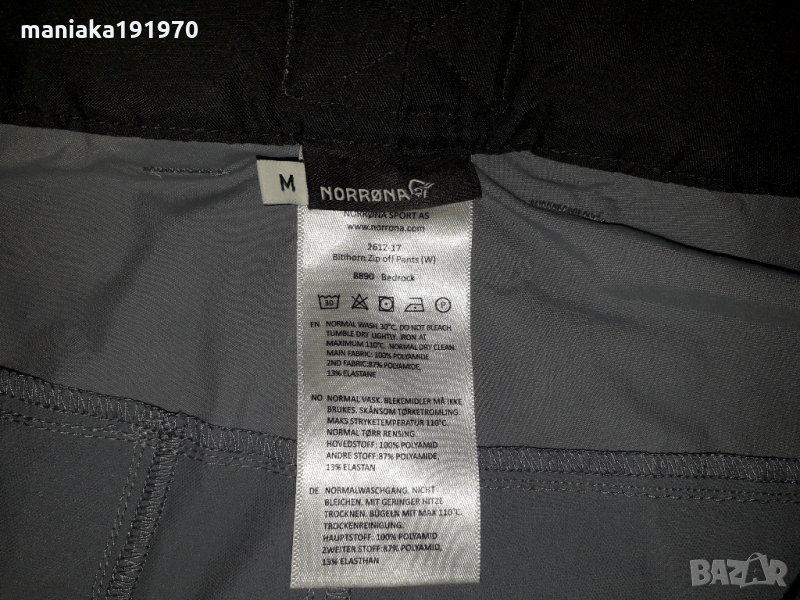 maniaka191970
M
NORRØNA
NORRØNA SPORT AS
www.norrona.com
2612-17
Bitihorn Zip off Pants (W)
8890 Bedrock
30
P
EN NORMAL WASH 30°C. DO NOT BLEACH
TUMBLE DRY LIGHTLY. IRON AT
MAXIMUM 110°C. NORMAL DRY CLEAN.
MAIN FABRIC: 100% POLYAMIDE
2ND FABRIC:87% POLYAMIDE,
13% ELASTANE
NO NORMAL VASK. BLEKEMIDLER MÅ IKKE
BRUKES. SKÅNSOM TØRKETROMLING.
MAKS STRYKETEMPERATUR 110°C.
NORMAL TØRR RENSING.
HOVEDSTOFF: 100% POLYAMID
ANDRE STOFF:87% POLYAMIDE,
13% ELASTAN
DE NORMALWASCHGANG. NICHT
BLEICHEN. MIT GERINGER HITZE
TROCKNEN. BÜGELN MIT MAX 110°C.
TROCKENREINIGUNG.
HAUPTSTOFF: 100% POLYAMID
ZWEITER STOFF:87% POLYAMID,
13% ELASTHAN
BAZAR